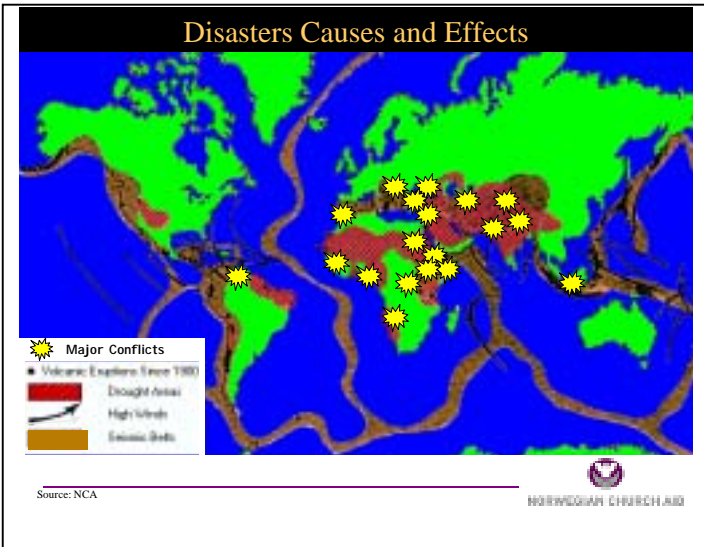 Disasters Causes and Effects
Major Conflicts
Volcanic Eruptions Since 1900
Drought Areas
High Winds
Seismic Belts
Source: NCA
NORWEGIAN CHURCH AID